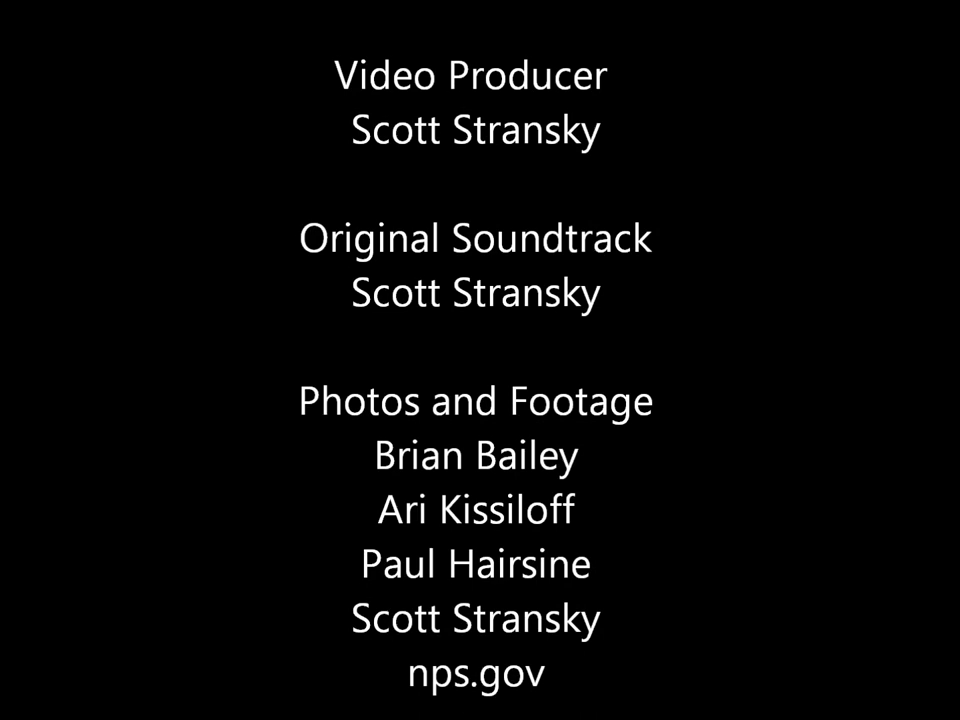 Video Producer
Scott Stransky
Original Soundtrack
Scott Stransky
Photos and Footage
Brian Bailey
Ari Kissiloff
Paul Hairsine
Scott Stransky
nps.gov